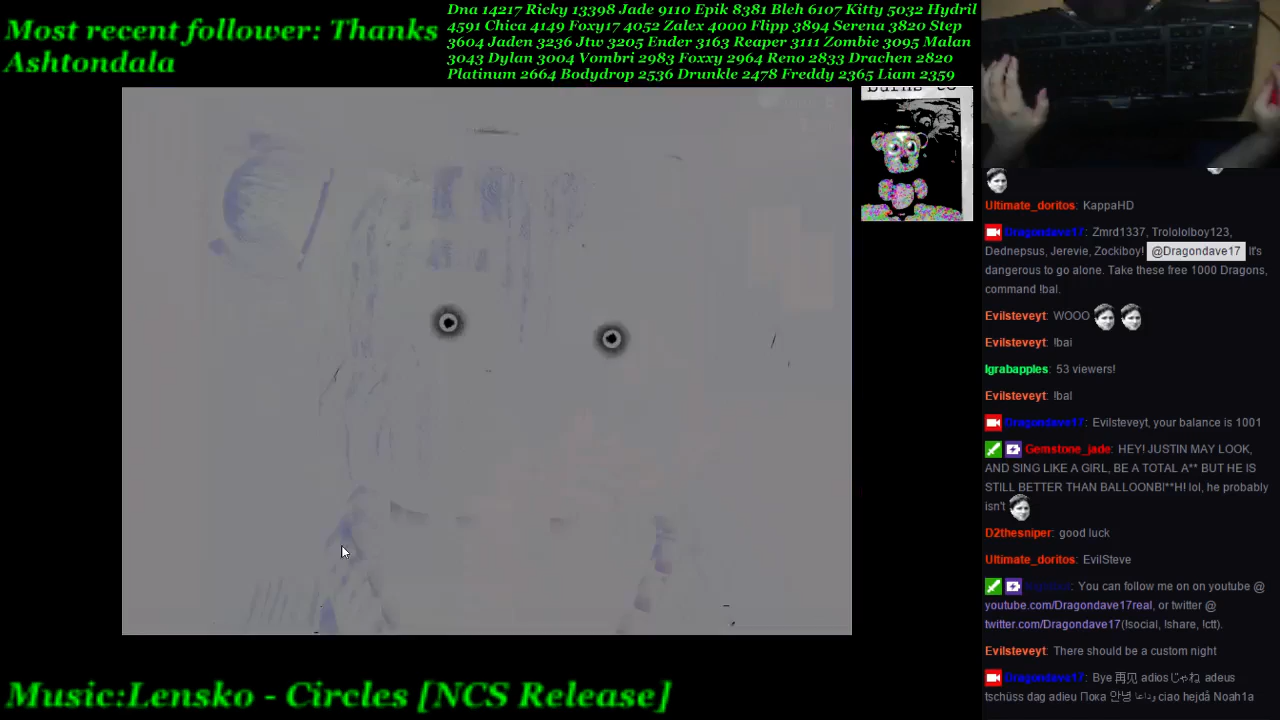 Most recent follower: Thanks
Ashtondala
Dna 14217 Ricky 13398 Jade 9110 Epik 8381 Bleh 6107 Kitty 5032 Hydril
4591 Chica 4149 Foxy17 4052 Zalex 4000 Flipp 3894 Serena 3820 Step
3604 Jaden 3236 Jtw 3205 Ender 3163 Reaper 3111 Zombie 3095 Malan
3043 Dylan 3004 Vombri 2983 Foxxy 2964 Reno 2833 Drachen 2820
Platinum 2664 Bodydrop 2536 Drunkle 2478 Freddy 2365 Liam 2359
Ultimate_doritos: KappaHD
Dragondave17: Zmrd1337, Trolololboy123,
Dednepsus, Jerevie, Zockiboy! @Dragondave17 It's
dangerous to go alone. Take these free 1000 Dragons,
command !bal.
Evilsteveyt: WOOO
Evilsteveyt: !bai
Igrabapples: 53 viewers!
Evilsteveyt: !bal
Dragondave17: Evilsteveyt, your balance is 1001
Gemstone_jade: HEY! JUSTIN MAY LOOK,
AND SING LIKE A GIRL, BE A TOTAL A** BUT HE IS
STILL BETTER THAN BALLOONBI**H! lol, he probably
isn't
D2thesniper: good luck
Ultimate_doritos: EvilSteve
: You can follow me on on youtube @
youtube.com/Dragondave17real, or twitter @
twitter.com/Dragondave17(!social, !share, !ctt).
Evilsteveyt: There should be a custom night
Dragondave17: Bye 再见 adios じゃね adeus
tschüss dag adieu Пока 안녕 وداعا ciao hejdå Noah1a
Music:Lensko - Circles [NCS Release]